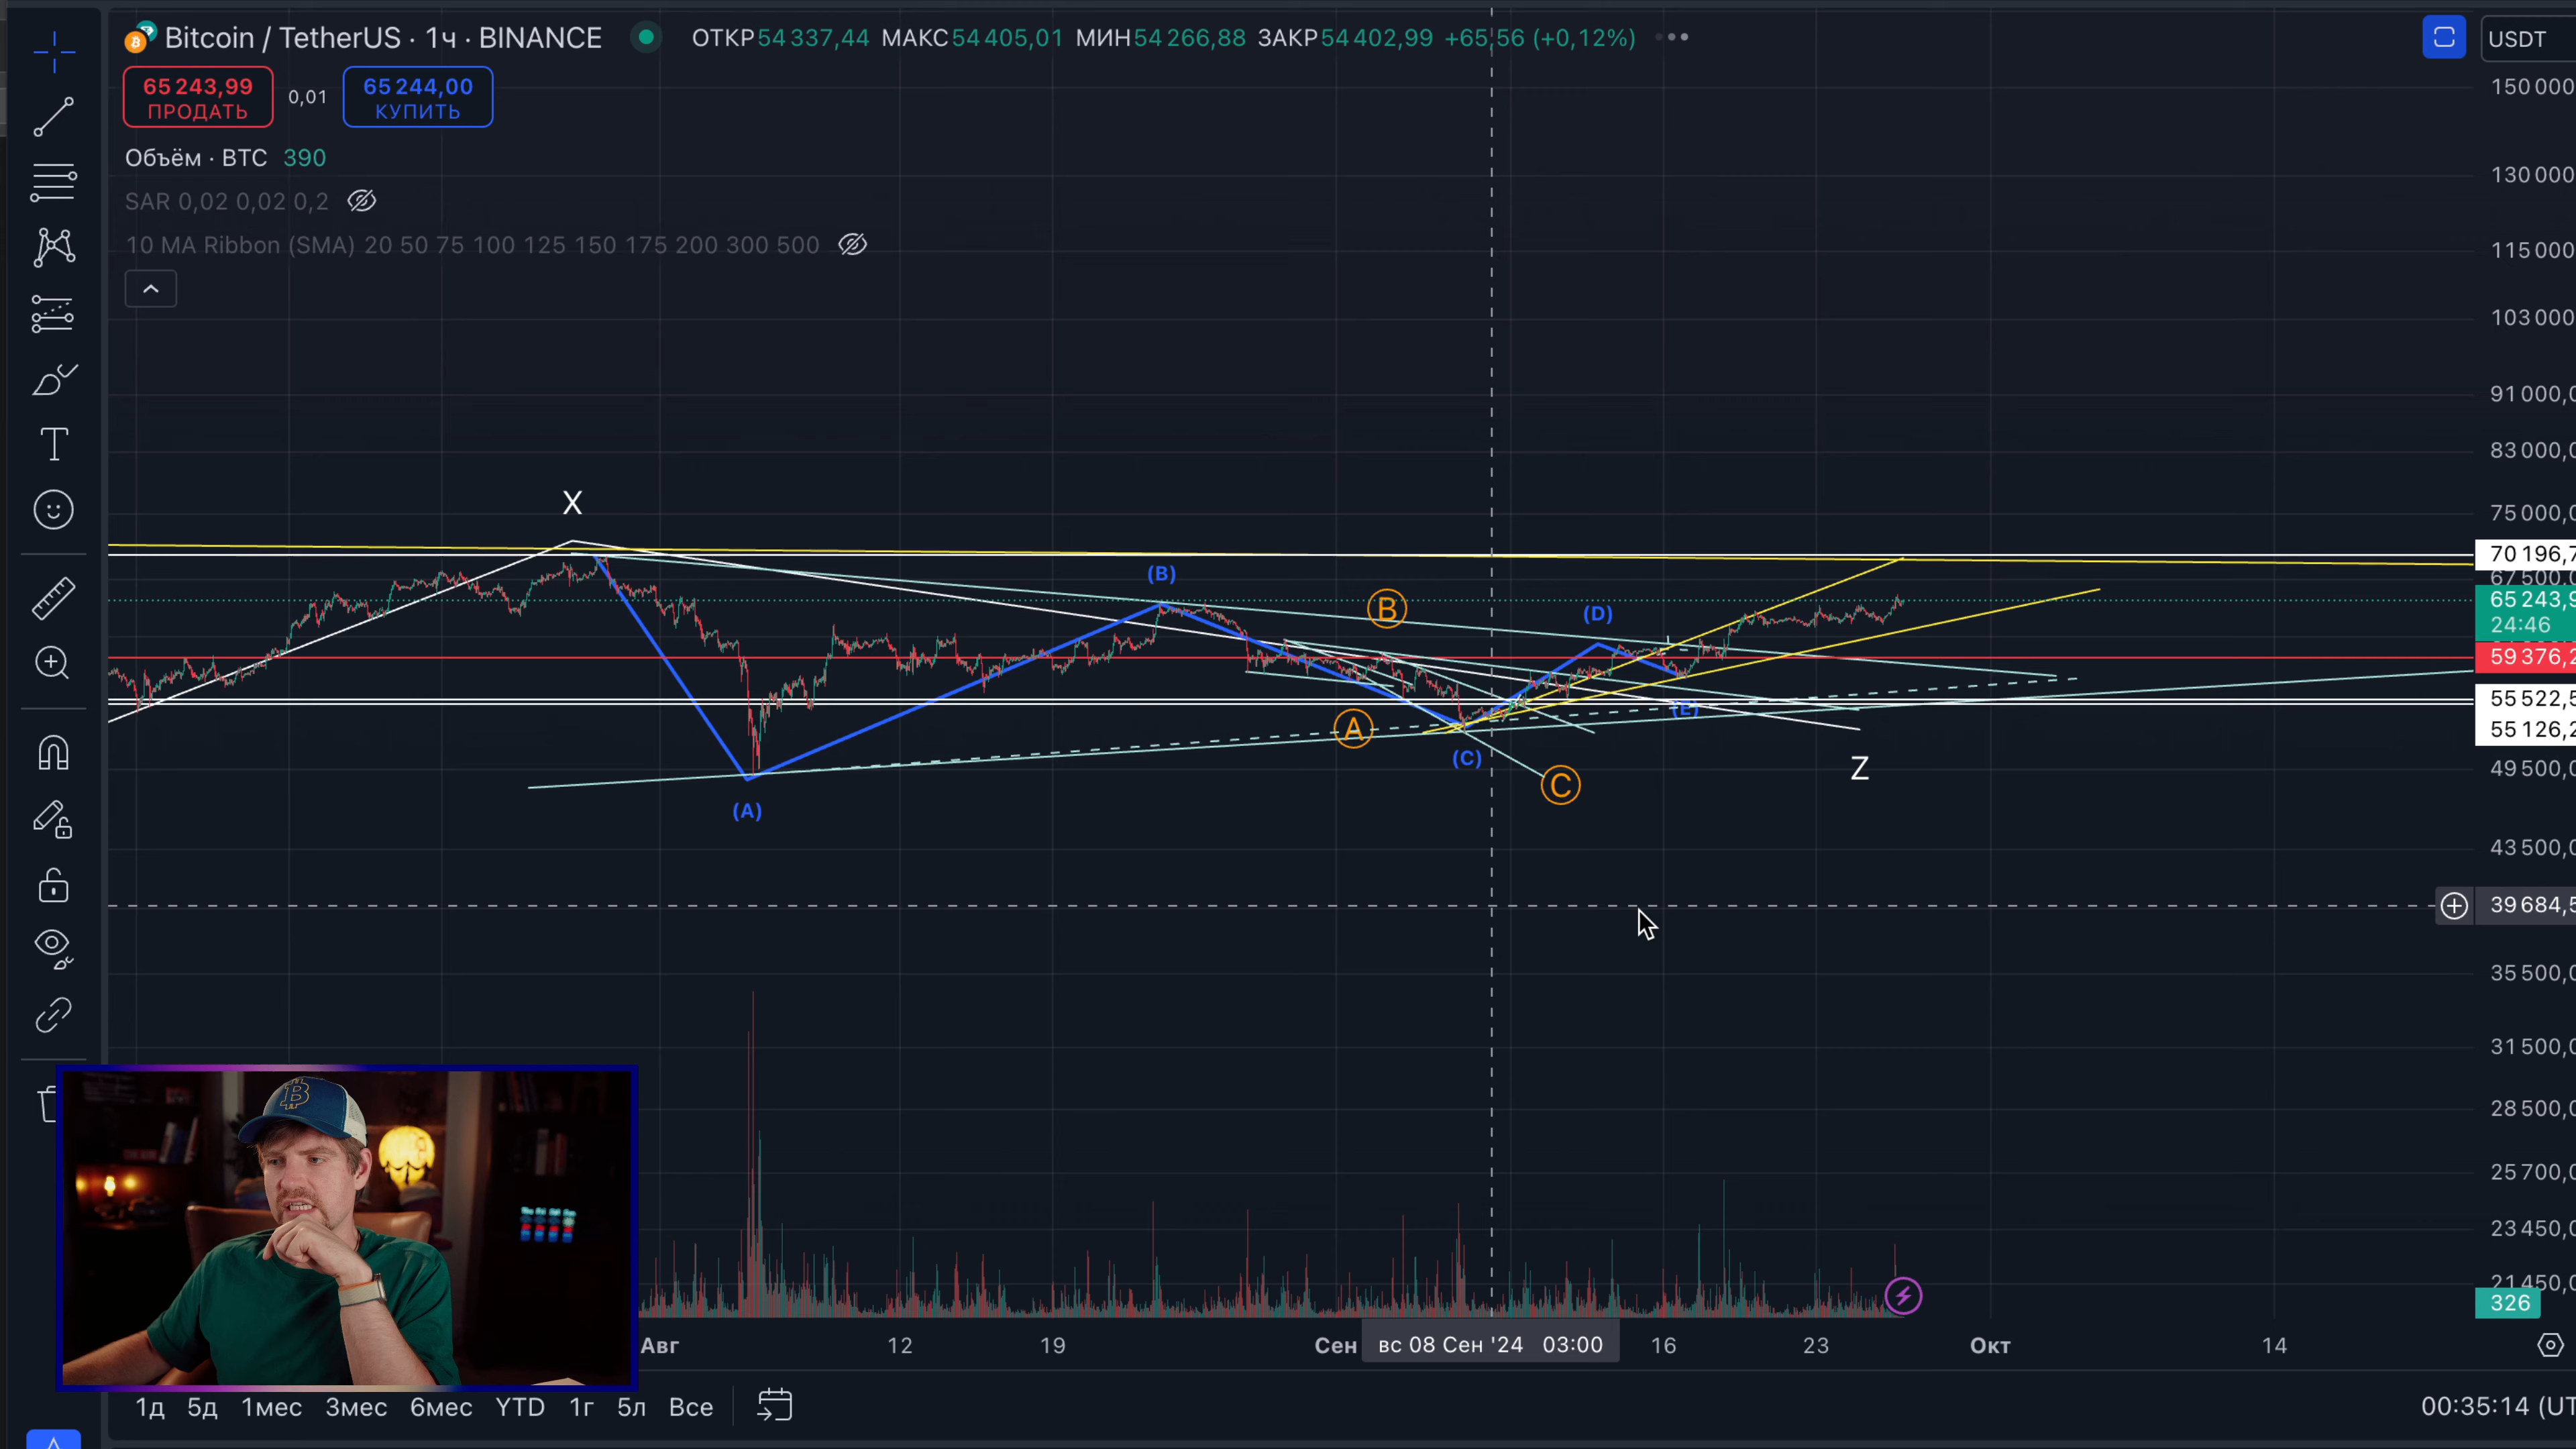 Bitcoin / TetherUS · 1ч · BINANCE ОТКР54 337,44 МАКС54 405,01 МИН54 266,88 ЗАКР54 402,99 +65,56 (+0,12%)
USDT
65 243,99
ПРОДАТЬ
0,01
65 244,00
КУПИТЬ
Объём · BTC 390
SAR 0,02 0,02 0,2
10 MA Ribbon (SMA) 20 50 75 100 125 150 175 200 300 500
150 000
130 000
115 000
103 000
91 000,0
83 000,0
75 000,0
70 196,7
67 500,0
65 243,9
24:46
59 376,2
55 522,5
55 126,2
49 500,0
43 500,0
39 684,5
35 500,0
31 500,0
28 500,0
25 700,0
23 450,0
21 450,0
326
X
(B)
B
(D)
A
(E)
(C)
Z
C
(A)
B
Авг 12 19 Сен вс 08 Сен '24 03:00 16 23 Окт 14
1д 5д 1мес 3мес 6мес YTD 1г 5л Все
00:35:14 (UT